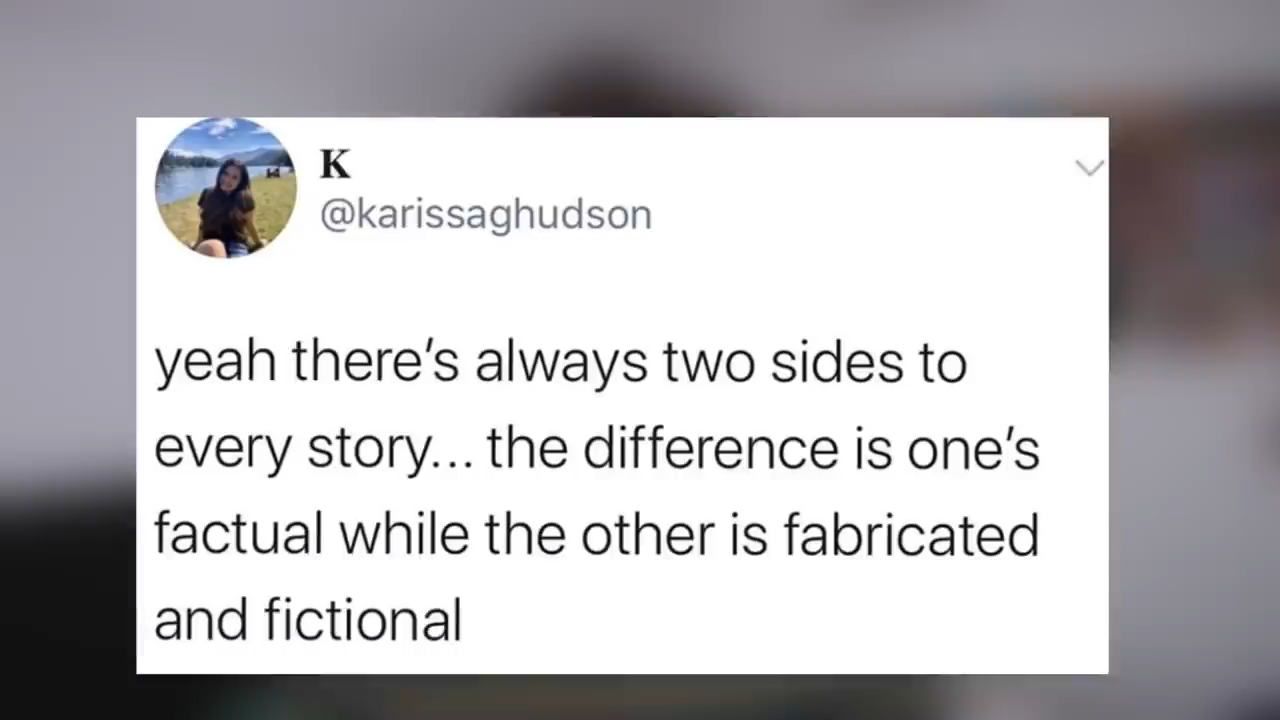 K
@karissaghudson
yeah there’s always two sides to
every story... the difference is one’s
factual while the other is fabricated
and fictional